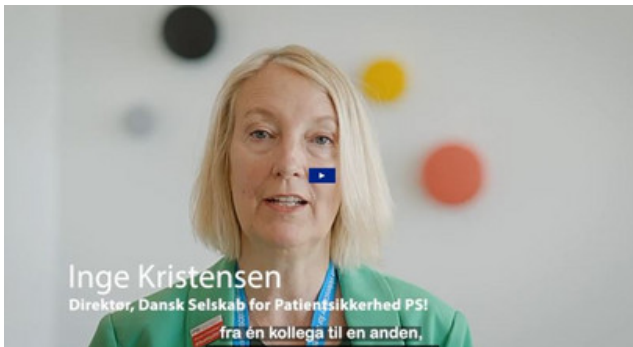 Inge Kristensen
Direktør, Dansk Selskab for Patientsikkerhed PS!
fra én kollega til en anden,